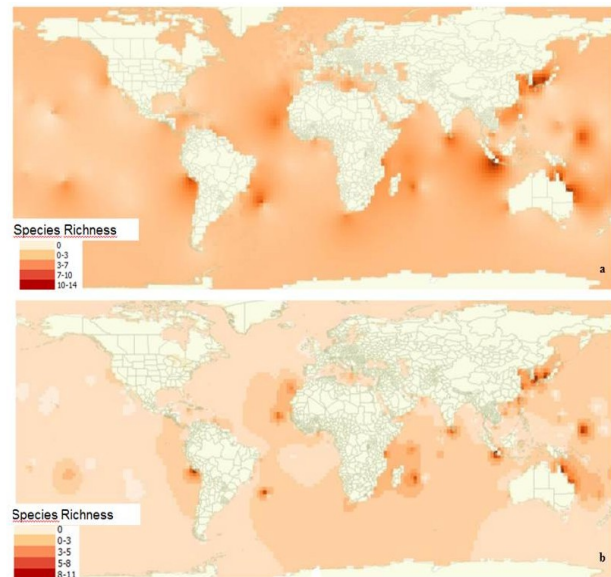 Species Richness
0
0-3
3-7
7-10
10-14
a
Species Richness
0
0-3
3-5
5-8
8-11
b